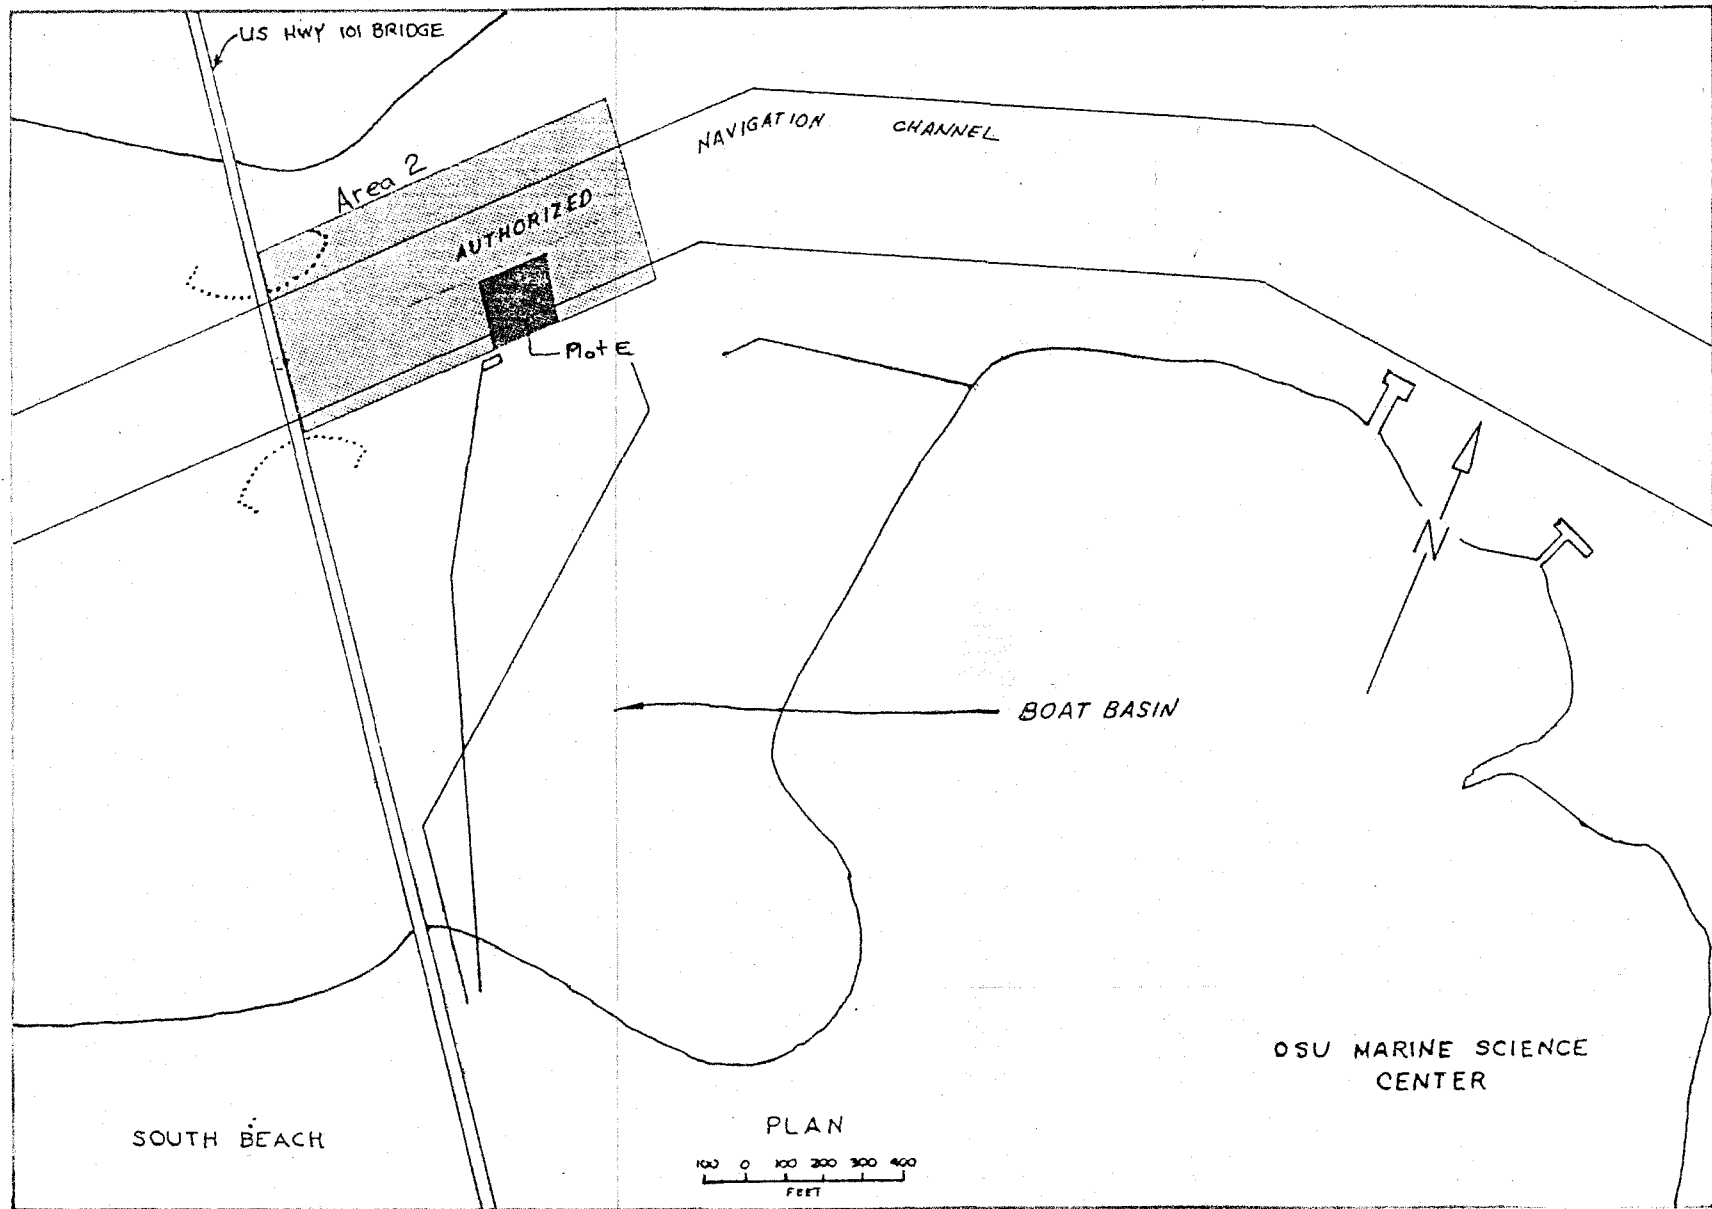 US HWY 101 BRIDGE
NAVIGATION CHANNEL
Area 2
AUTHORIZED
Plot E
N
BOAT BASIN
OSU MARINE SCIENCE
CENTER
SOUTH BEACH
PLAN
100 0 100 200 300 400
FEET